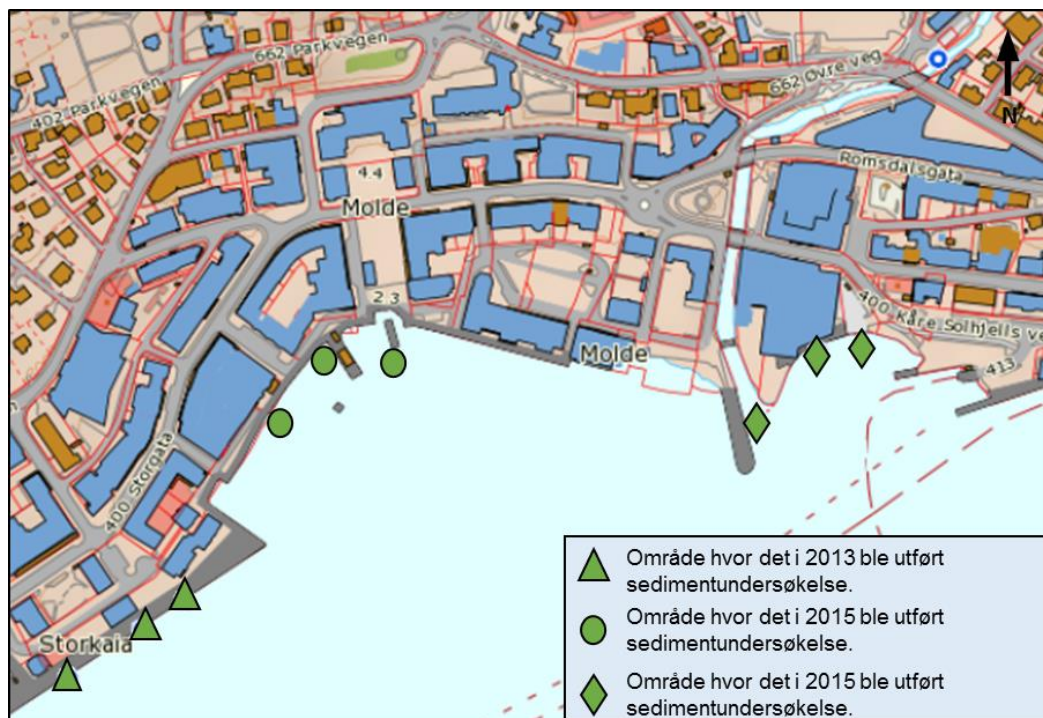 662 Parkvegen
402 Parkvegen
662 Øvre veg
N
Romsdalsgata
4.4
Molde
2.3
400 Kåre Solhjells ve
Molde
413
400 Storgata
Storkaia
Område hvor det i 2013 ble utført
sedimentundersøkelse.
Område hvor det i 2015 ble utført
sedimentundersøkelse.
Område hvor det i 2015 ble utført
sedimentundersøkelse.